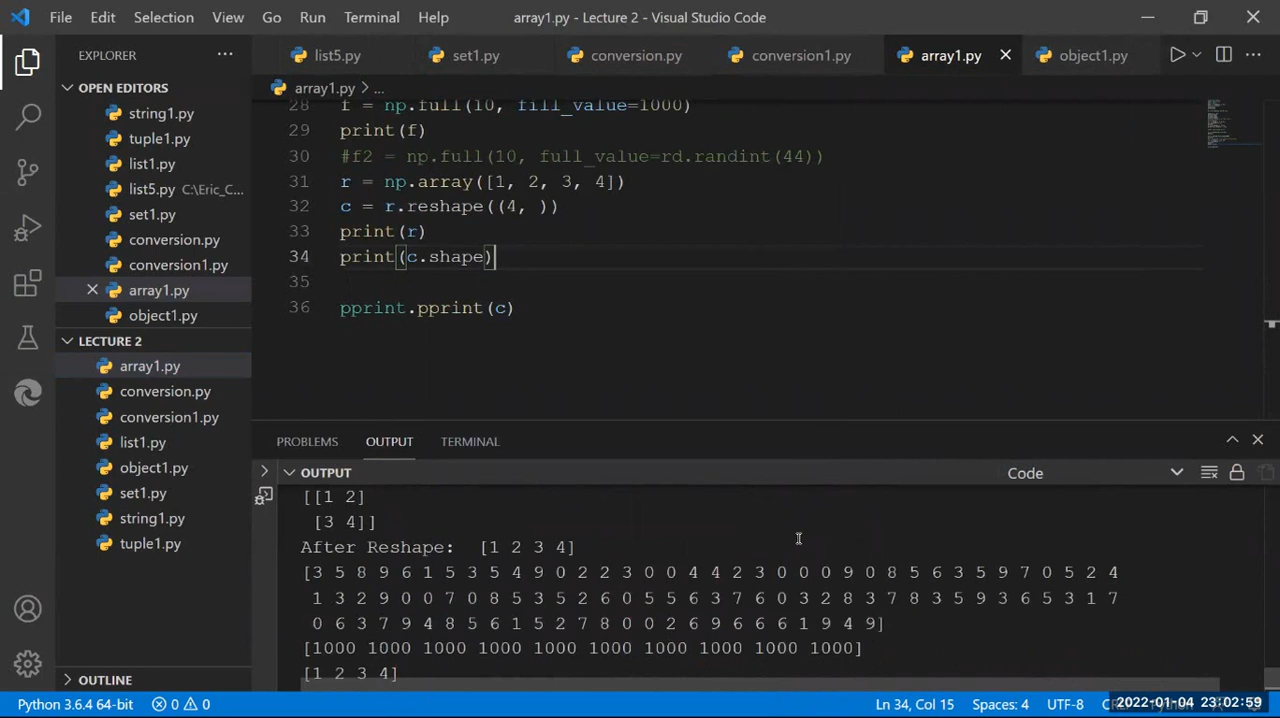 File Edit Selection View Go Run Terminal Help array1.py - Lecture 2 - Visual Studio Code
EXPLORER ··· list5.py set1.py conversion.py conversion1.py array1.py object1.py
OPEN EDITORS
array1.py > ...
string1.py
tuple1.py
list1.py
list5.py C:\Eric_C...
set1.py
conversion.py
conversion1.py
array1.py
object1.py
LECTURE 2
array1.py
conversion.py
conversion1.py
list1.py
object1.py
set1.py
string1.py
tuple1.py
OUTLINE
28 f = np.full(10, fill_value=1000)
29 print(f)
30 #f2 = np.full(10, full_value=rd.randint(44))
31 r = np.array([1, 2, 3, 4])
32 c = r.reshape((4, ))
33 print(r)
34 print(c.shape)
35
36 pprint.pprint(c)
PROBLEMS OUTPUT TERMINAL
OUTPUT Code
[[1 2]
[3 4]]
After Reshape: [1 2 3 4]
[3 5 8 9 6 1 5 3 5 4 9 0 2 2 3 0 0 4 4 2 3 0 0 0 9 0 8 5 6 3 5 9 7 0 5 2 4
1 3 2 9 0 0 7 0 8 5 3 5 2 6 0 5 5 6 3 7 6 0 3 2 8 3 7 8 3 5 9 3 6 5 3 1 7
0 6 3 7 9 4 8 5 6 1 5 2 7 8 0 0 2 6 9 6 6 6 1 9 4 9]
[1000 1000 1000 1000 1000 1000 1000 1000 1000 1000]
[1 2 3 4]
Python 3.6.4 64-bit 0 0 Ln 34, Col 15 Spaces: 4 UTF-8 2022-01-04 23:02:59